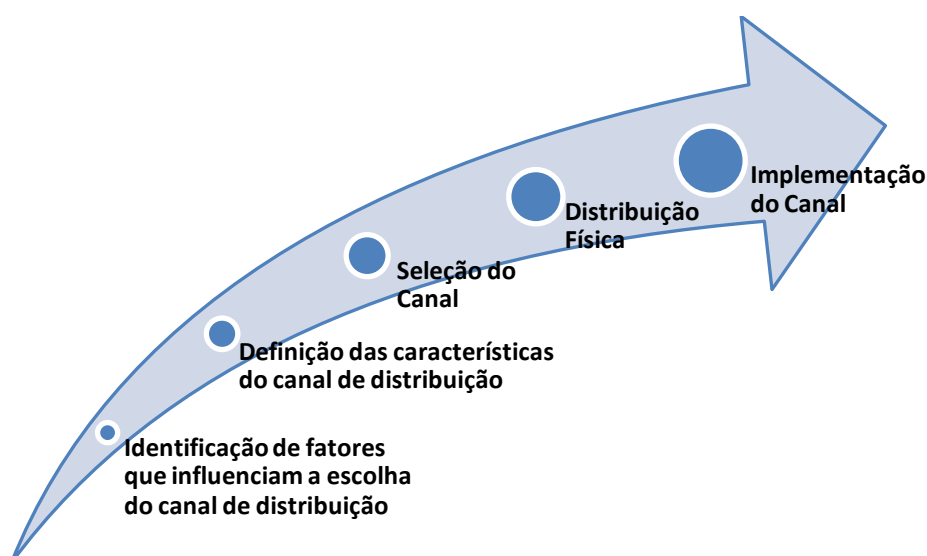 Implementação
do Canal
Distribuição
Física
Seleção do
Canal
Definição das características
do canal de distribuição
Identificação de fatores
que influenciam a escolha
do canal de distribuição